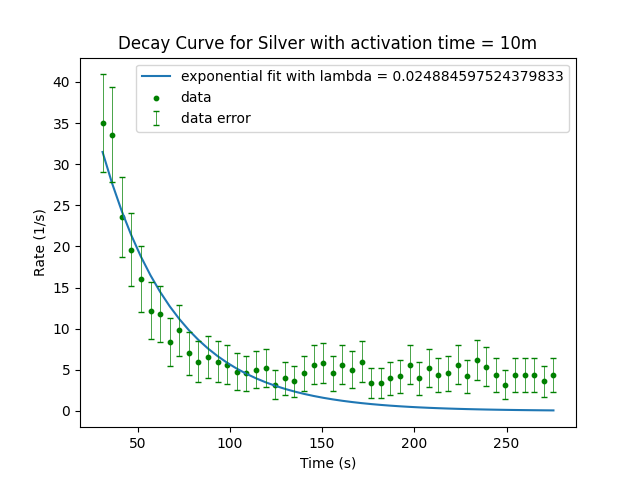 Decay Curve for Silver with activation time = 10m
exponential fit with lambda = 0.024884597524379833
data
data error
40
35
30
25
20
15
10
5
0
Rate (1/s)
50 100 150 200 250
Time (s)